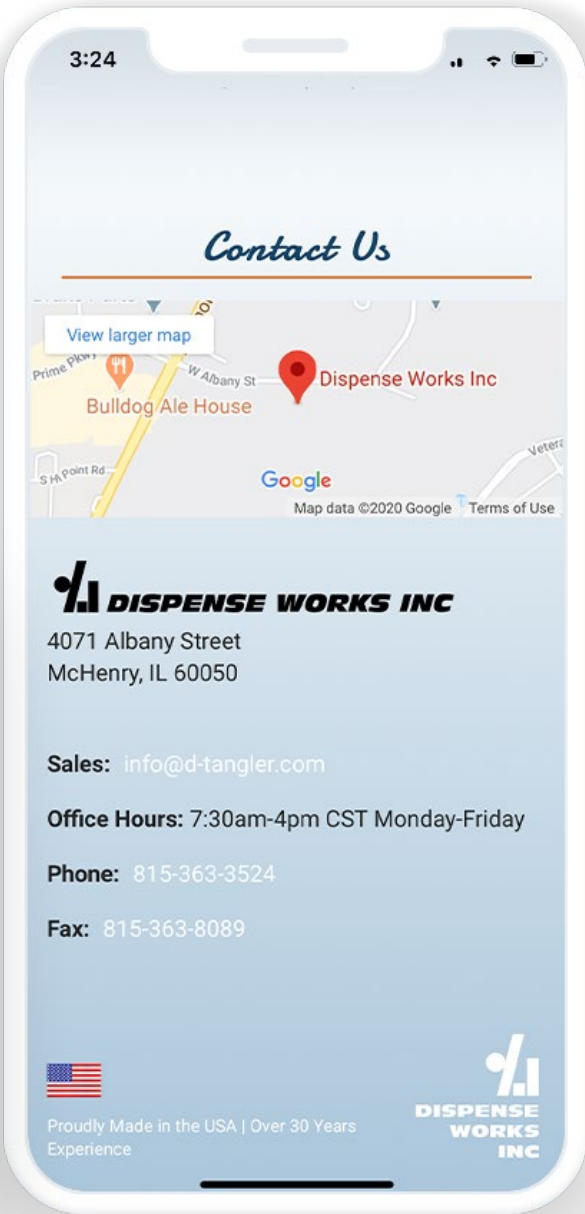 3:24
Contact Us
View larger map
Prime Pkwy
W Albany St
Dispense Works Inc
Bulldog Ale House
Point Rd
Google
Map data ©2020 Google
Terms of Use
DISPENSE WORKS INC
4071 Albany Street
McHenry, IL 60050
Sales: info@d-tangler.com
Office Hours: 7:30am-4pm CST Monday-Friday
Phone: 815-363-3524
Fax: 815-363-8089
Proudly Made in the USA | Over 30 Years
Experience
DISPENSE
WORKS
INC